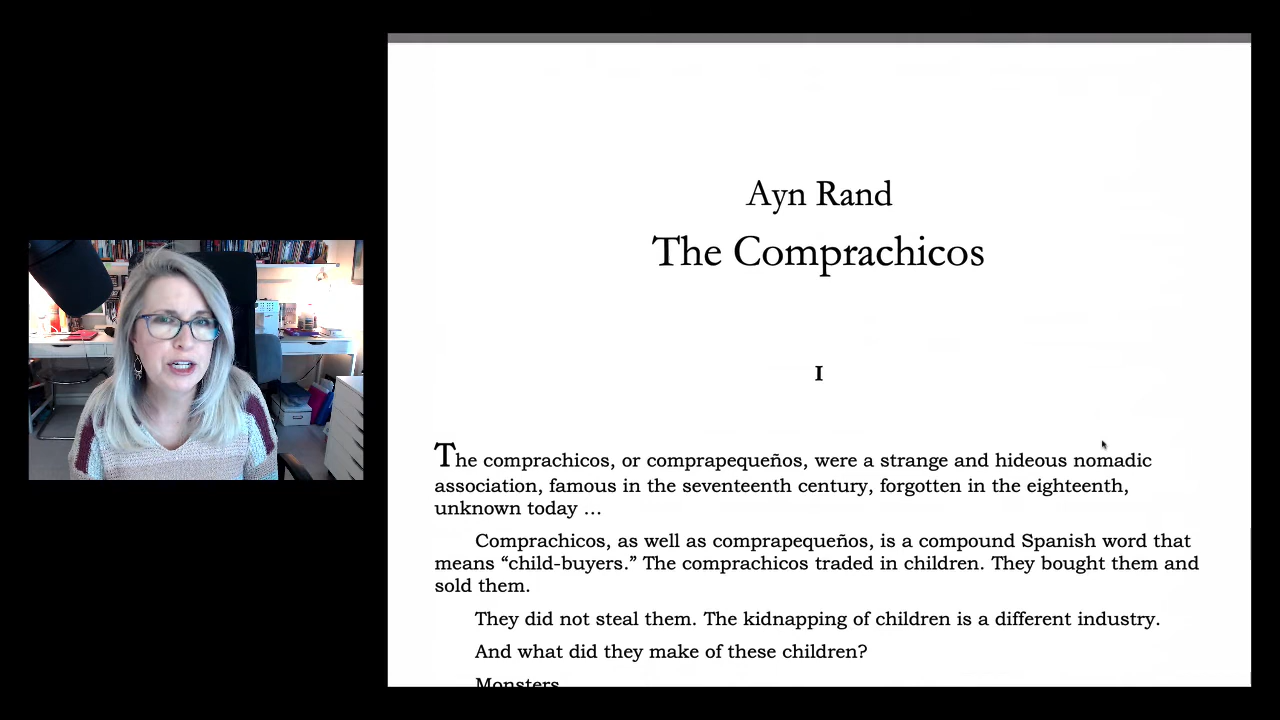 Ayn Rand
The Comprachicos
I
The comprachicos, or comprapequeños, were a strange and hideous nomadic
association, famous in the seventeenth century, forgotten in the eighteenth,
unknown today …
Comprachicos, as well as comprapequeños, is a compound Spanish word that
means “child-buyers.” The comprachicos traded in children. They bought them and
sold them.
They did not steal them. The kidnapping of children is a different industry.
And what did they make of these children?
Monsters